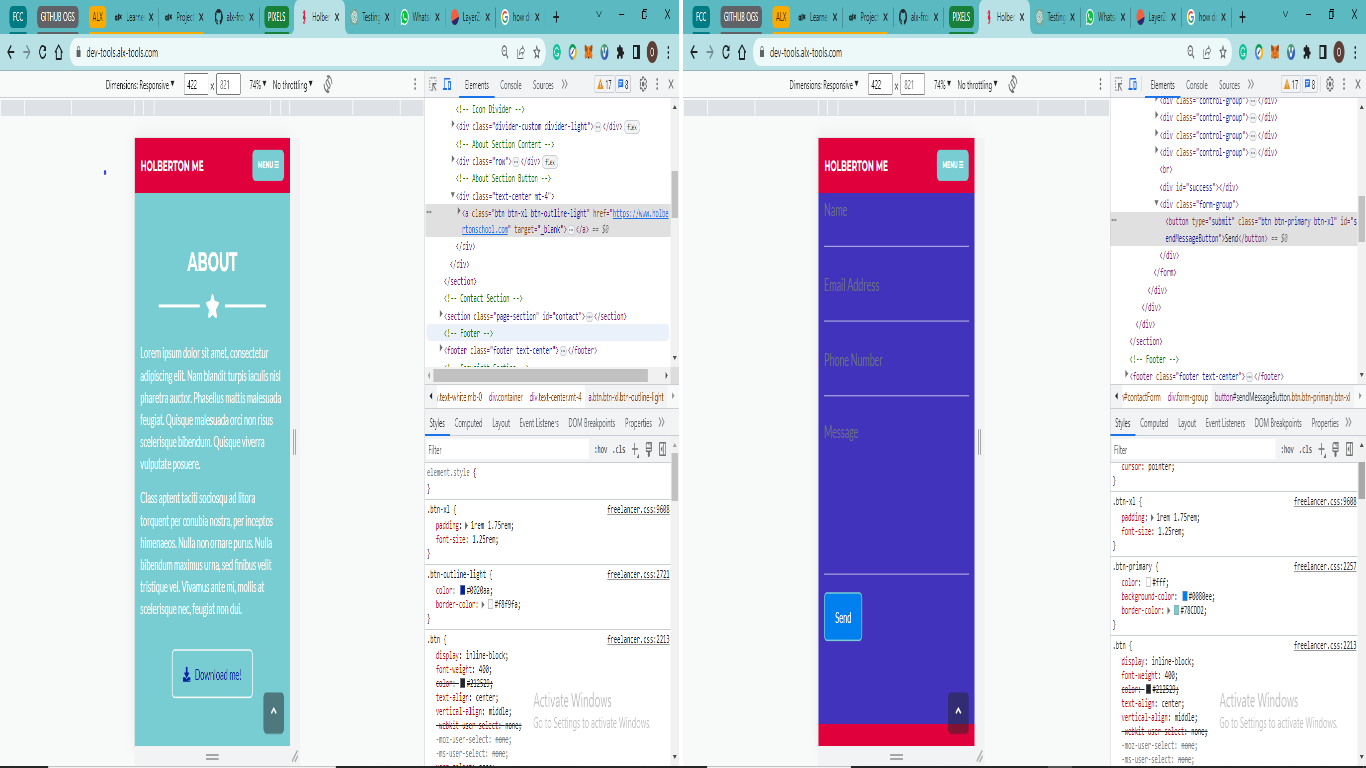 FCC GITHUB OGS ALX Learne Project alx-fro PIXELS Holber Testing Whats LayerZ how d
dev-tools.alx-tools.com
Dimensions: Responsive 422 x 821 74% No throttling
Elements Console Sources 17 8
HOLBERTON ME
MENU
ABOUT
Lorem ipsum dolor sit amet, consectetur
adipiscing elit. Nam blandit turpis iaculis nisl
pharetra auctor. Phasellus mattis malesuada
feugiat. Quisque malesuada orci non risus
scelerisque bibendum. Quisque viverra
vulputate posuere.
Class aptent taciti sociosqu ad litora
torquent per conubia nostra, per inceptos
himenaeos. Nulla non ornare purus. Nulla
bibendum maximus urna, sed finibus velit
tristique vel. Vivamus ante mi, mollis at
scelerisque nec, feugiat non dui.
Download me!
<!-- Icon Divider -->
<div class="divider-custom divider-light">…</div> flex
<!-- About Section Content -->
<div class="row">…</div> flex
<!-- About Section Button -->
<div class="text-center mt-4">
<a class="btn btn-xl btn-outline-light" href="https://www.holbe
rtonschool.com" target="_blank">…</a> == $0
</div>
</div>
</section>
<!-- Contact Section -->
<section class="page-section" id="contact">…</section>
<!-- Footer -->
<footer class="footer text-center">…</footer>
.text-white.mb-0 div.container div.text-center.mt-4 a.btn.btn-xl.btn-outline-light
Styles Computed Layout Event Listeners DOM Breakpoints Properties
Filter :hov .cls
element.style {
}
.btn-xl { freelancer.css:9608
padding: 1rem 1.75rem;
font-size: 1.25rem;
}
.btn-outline-light { freelancer.css:2721
color: #0020aa;
border-color: #f8f9fa;
}
.btn { freelancer.css:2213
display: inline-block;
font-weight: 400;
color: #212529;
text-align: center;
vertical-align: middle;
-webkit-user-select: none;
-moz-user-select: none;
-ms-user-select: none;
Activate Windows
Go to Settings to activate Windows.
FCC GITHUB OGS ALX Learne Project alx-fro PIXELS Holber Testing Whats LayerZ how d
dev-tools.alx-tools.com
Dimensions: Responsive 422 x 821 74% No throttling
Elements Console Sources 17 8
HOLBERTON ME
MENU
Name
Email Address
Phone Number
Message
Send
<div class="control-group">…</div>
<div class="control-group">…</div>
<div class="control-group">…</div>
<div class="control-group">…</div>
<br>
<div id="success"></div>
<div class="form-group">
<button type="submit" class="btn btn-primary btn-xl" id="s
endMessageButton">Send</button> == $0
</div>
</form>
</div>
</div>
</div>
</section>
<!-- Footer -->
<footer class="footer text-center">…</footer>
#contactForm div.form-group button#sendMessageButton.btn.btn-primary.btn-xl
Styles Computed Layout Event Listeners DOM Breakpoints Properties
Filter :hov .cls
cursor: pointer;
}
.btn-xl { freelancer.css:9608
padding: 1rem 1.75rem;
font-size: 1.25rem;
}
.btn-primary { freelancer.css:2257
color: #fff;
background-color: #0080ee;
border-color: #78CDD2;
}
.btn { freelancer.css:2213
display: inline-block;
font-weight: 400;
color: #212529;
text-align: center;
vertical-align: middle;
-webkit-user-select: none;
-moz-user-select: none;
-ms-user-select: none;
Activate Windows
Go to Settings to activate Windows.